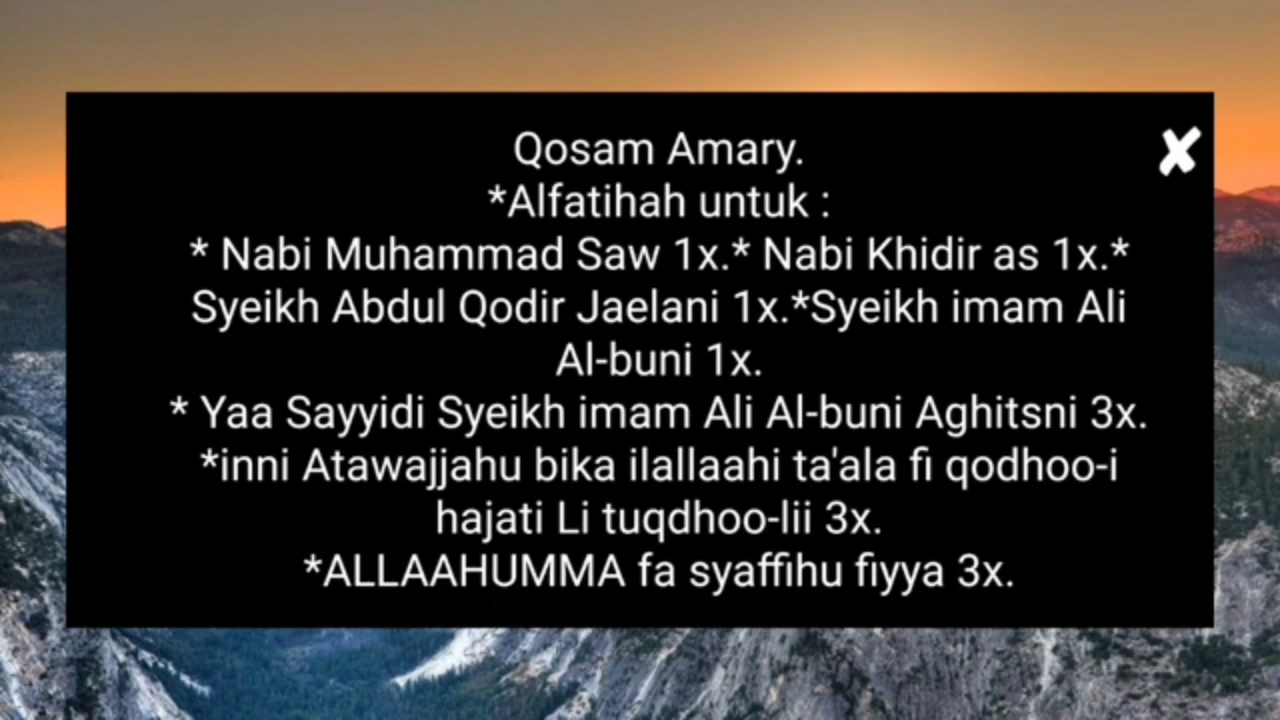 Qosam Amary.
*Alfatihah untuk :
* Nabi Muhammad Saw 1x.* Nabi Khidir as 1x.*
Syeikh Abdul Qodir Jaelani 1x.*Syeikh imam Ali
Al-buni 1x.
* Yaa Sayyidi Syeikh imam Ali Al-buni Aghitsni 3x.
*inni Atawajjahu bika ilallaahi ta'ala fi qodhoo-i
hajati Li tuqdhoo-lii 3x.
*ALLAAHUMMA fa syaffihu fiyya 3x.